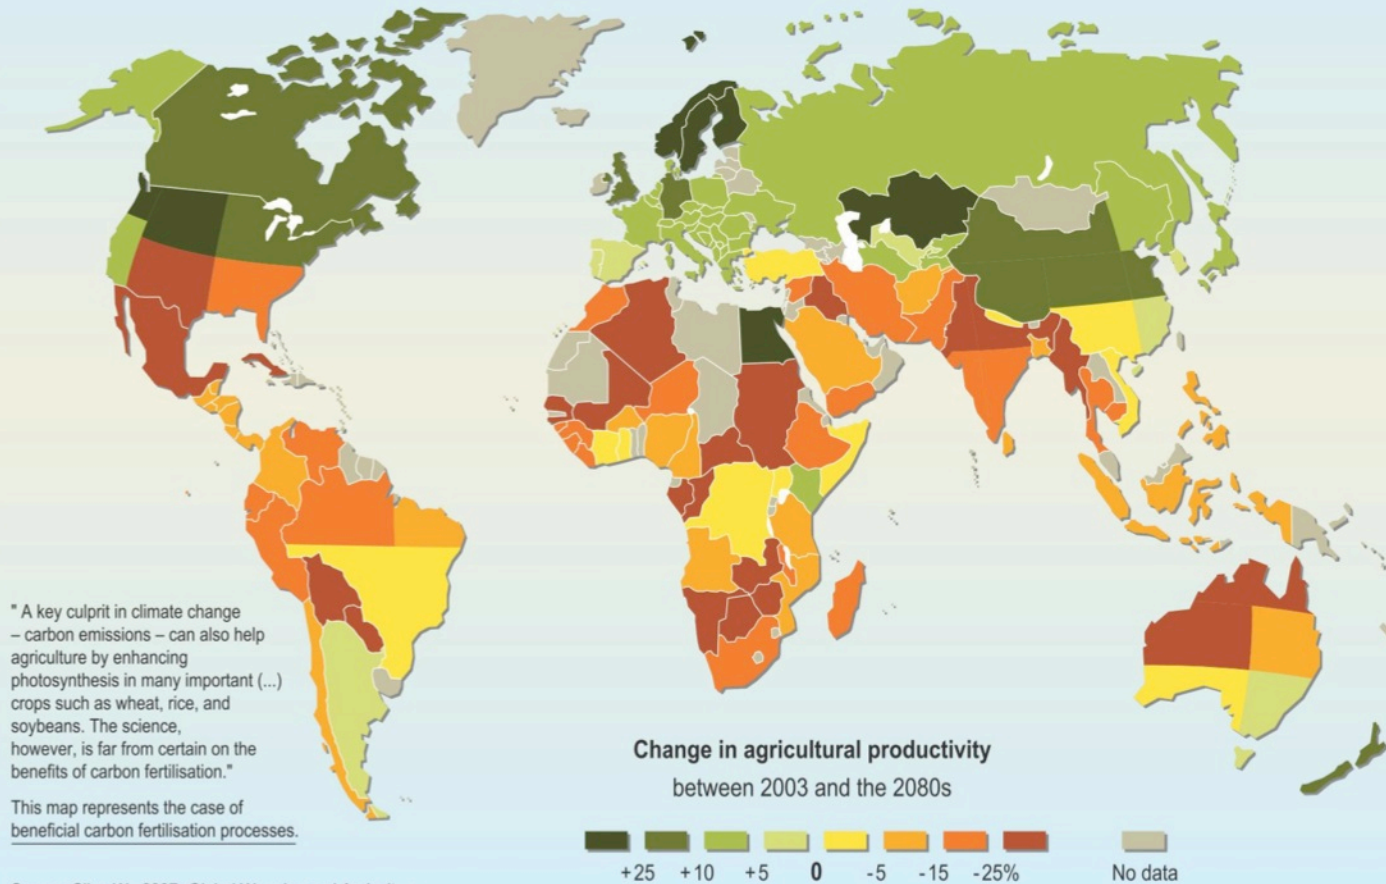 " A key culprit in climate change
– carbon emissions – can also help
agriculture by enhancing
photosynthesis in many important (...)
crops such as wheat, rice, and
soybeans. The science,
however, is far from certain on the
benefits of carbon fertilisation."
This map represents the case of
beneficial carbon fertilisation processes.
Change in agricultural productivity
between 2003 and the 2080s
+25 +10 +5 0 -5 -15 -25% No data